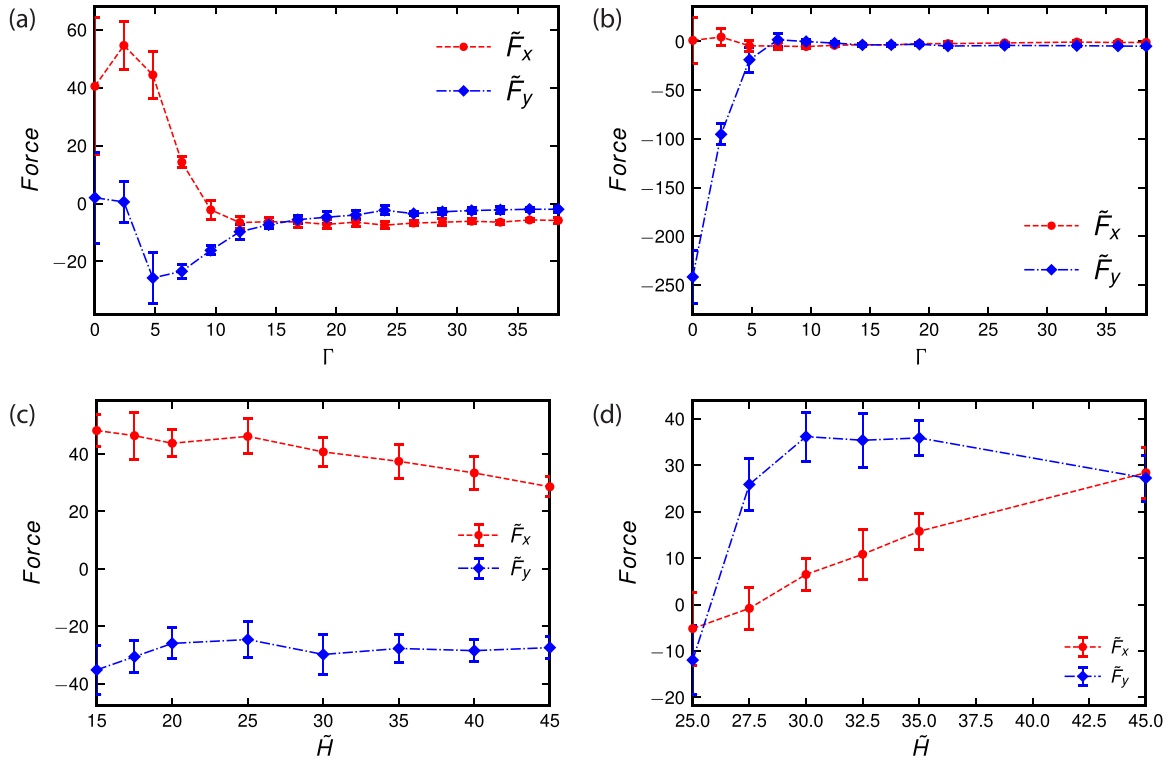 (a)
60
40
20
0
−20
Force
F̃x
F̃y
0 5 10 15 20 25 30 35
Γ
(b)
0
−50
−100
−150
−200
−250
Force
F̃x
F̃y
0 5 10 15 20 25 30 35
Γ
(c)
40
20
0
−20
−40
Force
F̃x
F̃y
15 20 25 30 35 40 45
H̃
(d)
40
30
20
10
0
−10
−20
Force
F̃x
F̃y
25.0 27.5 30.0 32.5 35.0 37.5 40.0 42.5 45.0
H̃